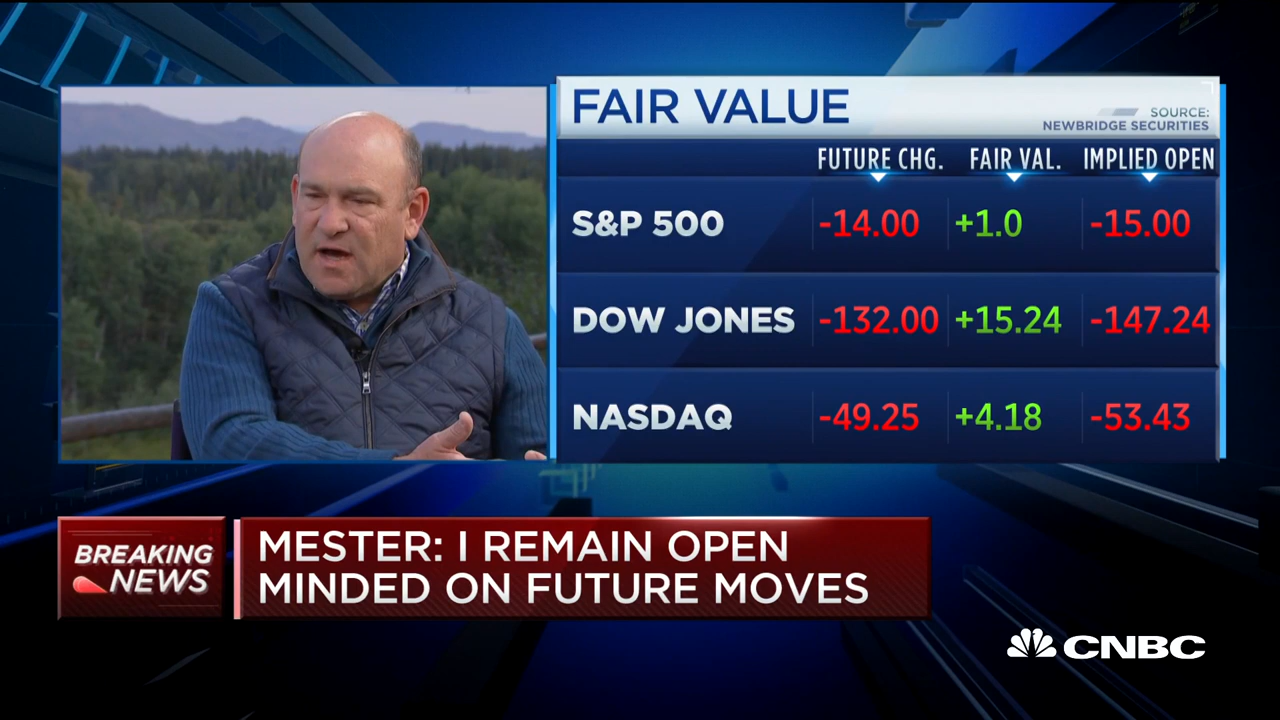 FAIR VALUE
SOURCE:
NEWBRIDGE SECURITIES
FUTURE CHG. FAIR VAL. IMPLIED OPEN
S&P 500 -14.00 +1.0 -15.00
DOW JONES -132.00 +15.24 -147.24
NASDAQ -49.25 +4.18 -53.43
BREAKING
NEWS
MESTER: I REMAIN OPEN
MINDED ON FUTURE MOVES
CNBC